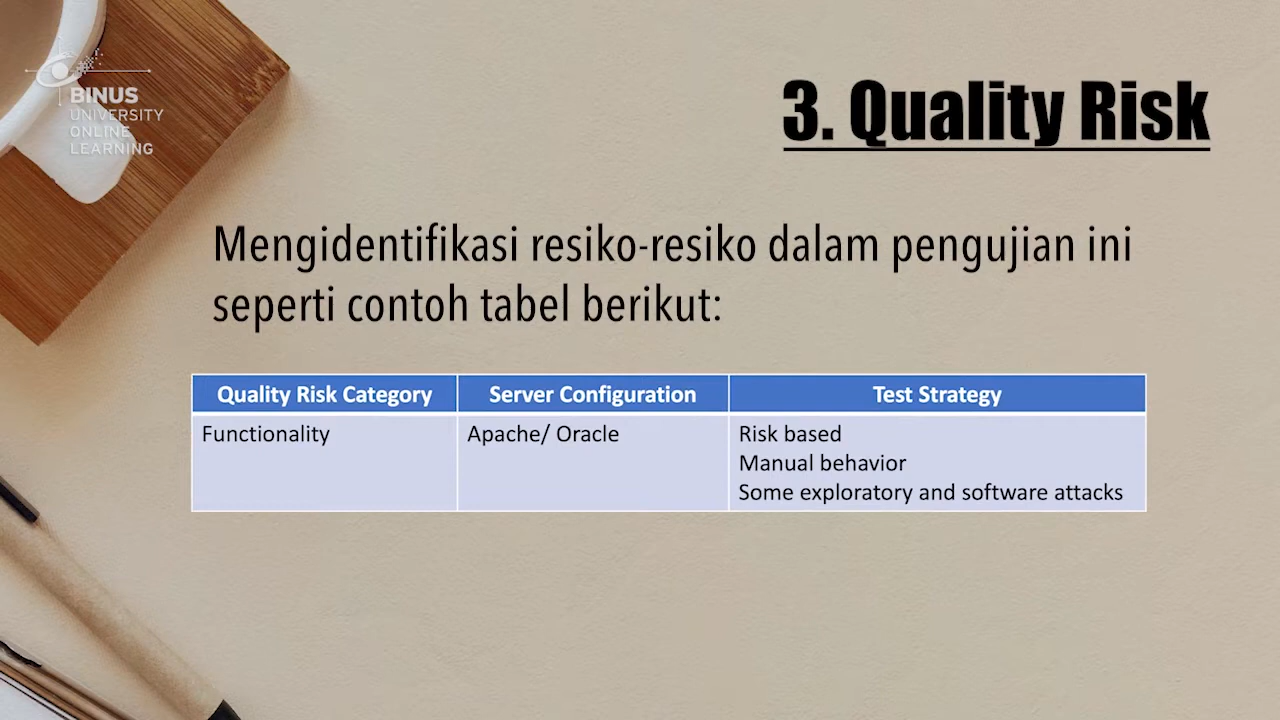 BINUS
UNIVERSITY
ONLINE
LEARNING
3. Quality Risk
Mengidentifikasi resiko-resiko dalam pengujian ini
seperti contoh tabel berikut:
Quality Risk Category Server Configuration Test Strategy
Functionality Apache/ Oracle Risk based
Manual behavior
Some exploratory and software attacks